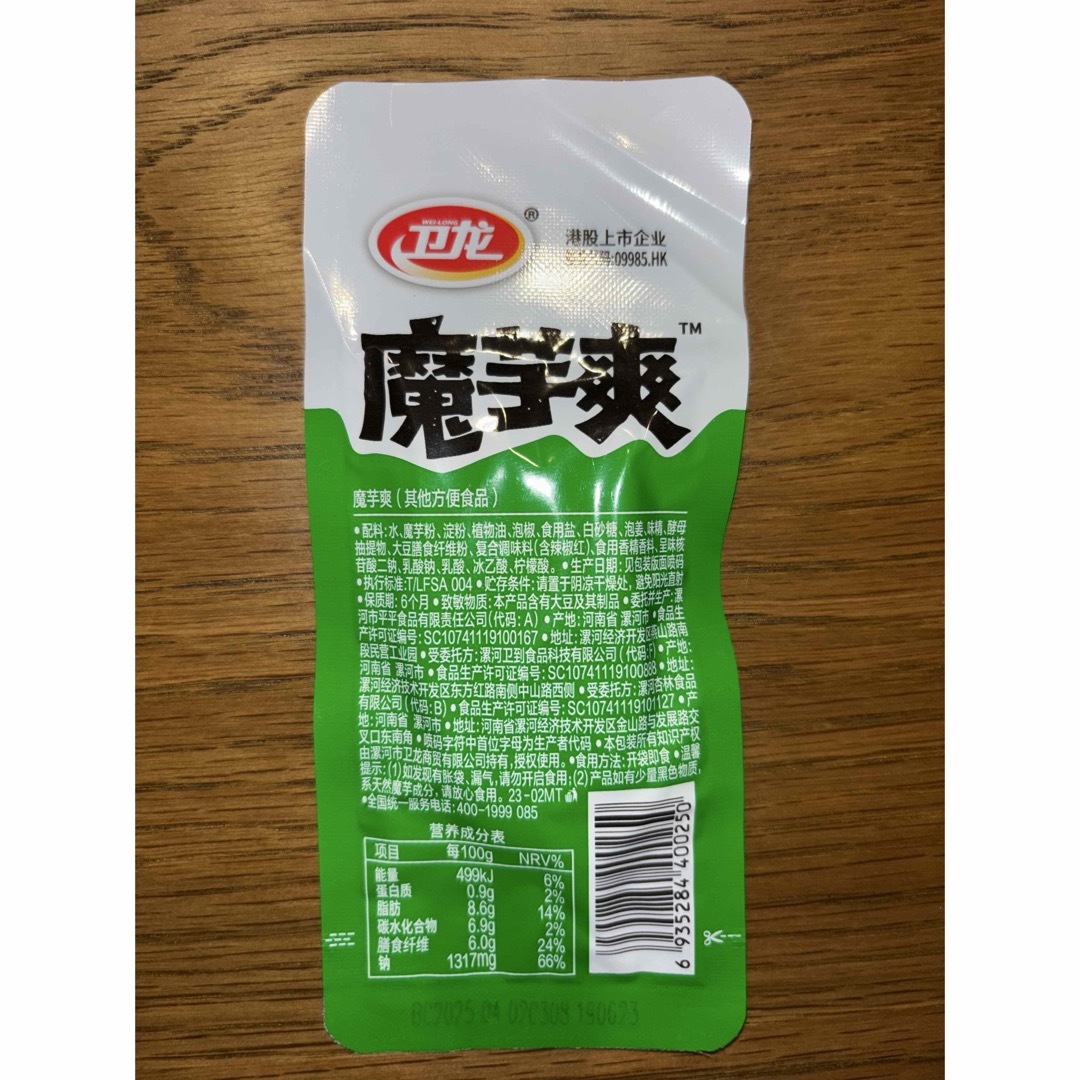 WEI-LONG
卫龙®
港股上市企业
号:09985.HK
魔芋爽™
魔芋爽(其他方便食品)
•配料:水、魔芋粉、淀粉、植物油、泡椒、食用盐、白砂糖、泡姜、味精、酵母
抽提物、大豆膳食纤维粉、复合调味料(含辣椒红)、食用香精香料、呈味核
苷酸二钠、乳酸钠、乳酸、冰乙酸、柠檬酸。•生产日期:见包装版面喷码
•执行标准:T/LFSA 004•贮存条件:请置于阴凉干燥处,避免阳光直射
•保质期:6个月•致敏物质:本产品含有大豆及其制品•委托并生产:漯
河市平平食品有限责任公司(代码:A)•产地:河南省 漯河市•食品生
产许可证编号:SC10741119100167•地址:漯河经济开发区燕山路南
段民营工业园•受委托方:漯河卫到食品科技有限公司(代码:F)•产地:
河南省 漯河市•食品生产许可证编号:SC10741119100888•地址:
漯河经济技术开发区东方红路南侧中山路西侧•受委托方:漯河杏林食品
有限公司(代码:B)•食品生产许可证编号:SC10741119101127•产
地:河南省 漯河市•地址:河南省漯河经济技术开发区金山路与发展路交
叉口东南角•喷码字符中首位字母为生产者代码•本包装所有知识产权
由漯河市卫龙商贸有限公司持有,授权使用。•食用方法:开袋即食•温馨
提示:(1)如发现有胀袋、漏气,请勿开启食用;(2)产品如有少量黑色物质,
系天然魔芋成分,请放心食用。23-02MT
•全国统一服务电话:400-1999 085
营养成分表
项目 每100g NRV%
能量 499kJ 6%
蛋白质 0.9g 2%
脂肪 8.6g 14%
碳水化合物 6.9g 2%
膳食纤维 6.0g 24%
钠 1317mg 66%
6 935284 400250
BC2025 04 02C308 190623